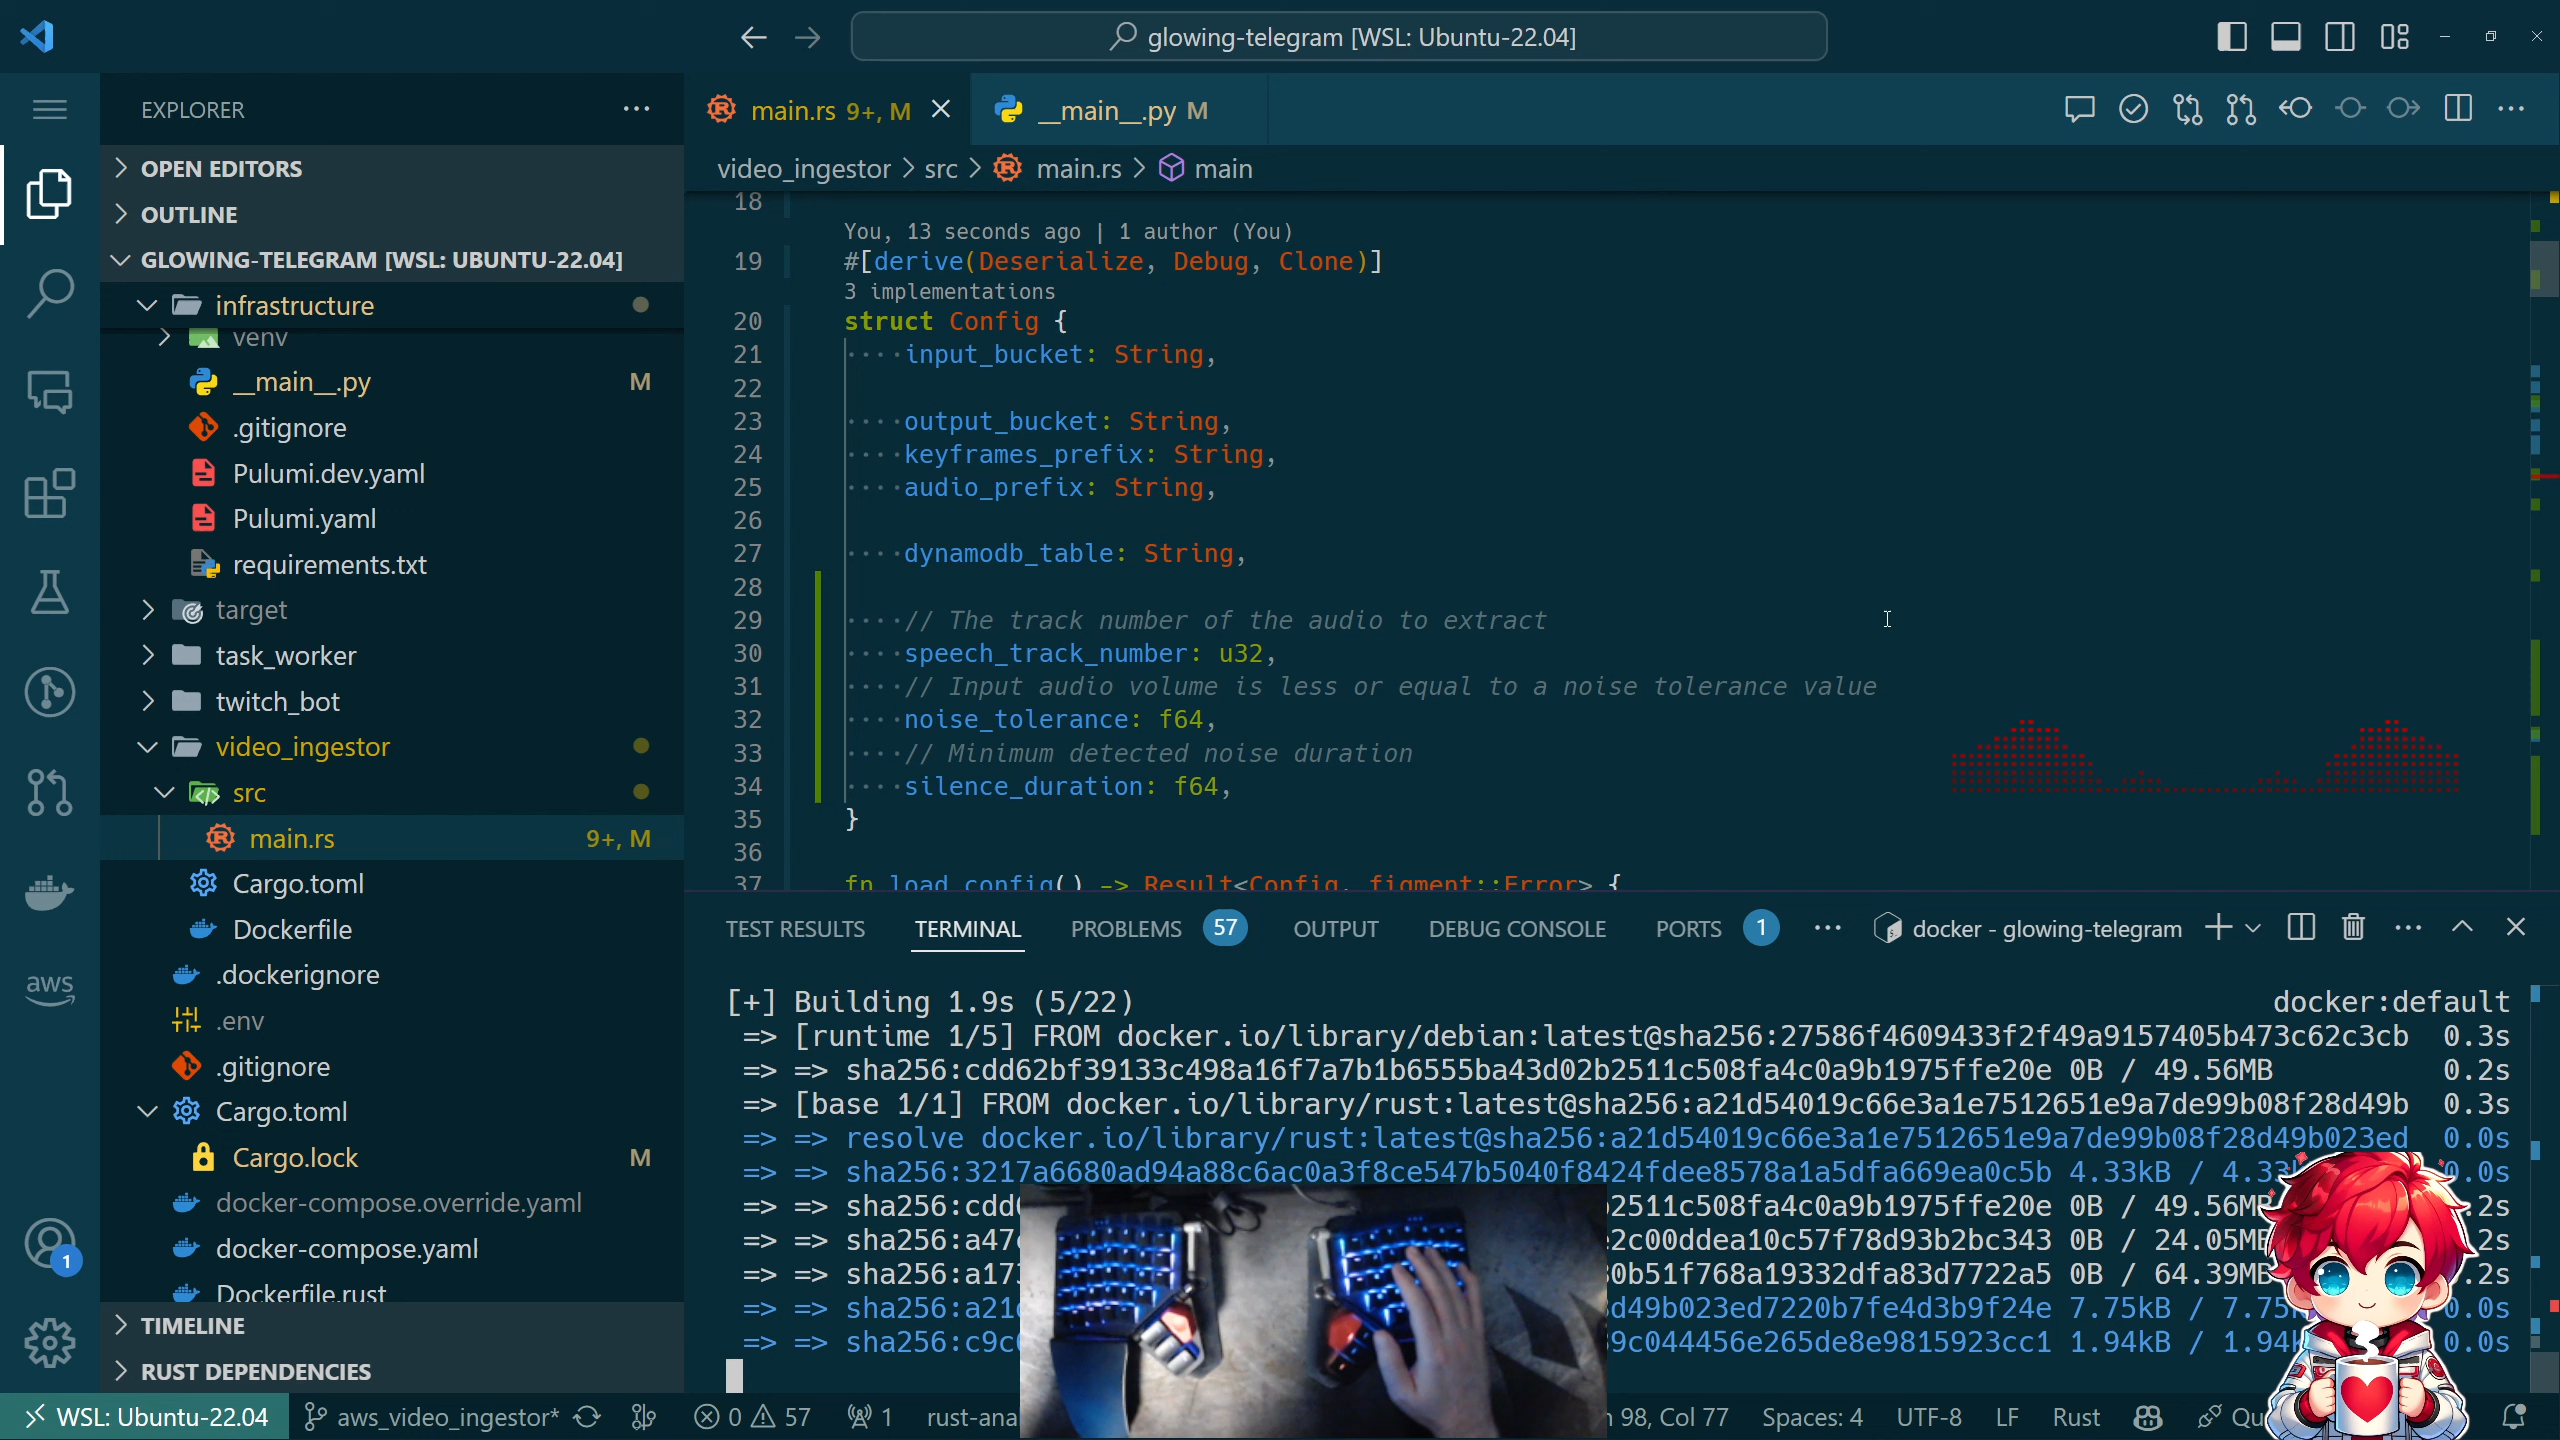 glowing-telegram [WSL: Ubuntu-22.04]
EXPLORER
OPEN EDITORS
OUTLINE
GLOWING-TELEGRAM [WSL: UBUNTU-22.04]
infrastructure
venv
__main__.py M
.gitignore
Pulumi.dev.yaml
Pulumi.yaml
requirements.txt
target
task_worker
twitch_bot
video_ingestor
src
main.rs 9+, M
Cargo.toml
Dockerfile
.dockerignore
.env
.gitignore
Cargo.toml
Cargo.lock M
docker-compose.override.yaml
docker-compose.yaml
Dockerfile.rust
TIMELINE
RUST DEPENDENCIES
aws
1
main.rs 9+, M
__main__.py M
video_ingestor > src > main.rs > main
18
You, 13 seconds ago | 1 author (You)
19 #[derive(Deserialize, Debug, Clone)]
3 implementations
20 struct Config {
21 ····input_bucket: String,
22
23 ····output_bucket: String,
24 ····keyframes_prefix: String,
25 ····audio_prefix: String,
26
27 ····dynamodb_table: String,
28
29 ····// The track number of the audio to extract
30 ····speech_track_number: u32,
31 ····// Input audio volume is less or equal to a noise tolerance value
32 ····noise_tolerance: f64,
33 ····// Minimum detected noise duration
34 ····silence_duration: f64,
35 }
36
37 fn load_config() -> Result<Config, figment::Error> {
TEST RESULTS TERMINAL PROBLEMS 57 OUTPUT DEBUG CONSOLE PORTS 1 docker - glowing-telegram
[+] Building 1.9s (5/22) docker:default
=> [runtime 1/5] FROM docker.io/library/debian:latest@sha256:27586f4609433f2f49a9157405b473c62c3cb 0.3s
=> => sha256:cdd62bf39133c498a16f7a7b1b6555ba43d02b2511c508fa4c0a9b1975ffe20e 0B / 49.56MB 0.2s
=> [base 1/1] FROM docker.io/library/rust:latest@sha256:a21d54019c66e3a1e7512651e9a7de99b08f28d49b 0.3s
=> => resolve docker.io/library/rust:latest@sha256:a21d54019c66e3a1e7512651e9a7de99b08f28d49b023ed 0.0s
=> => sha256:3217a6680ad94a88c6ac0a3f8ce547b5040f8424fdee8578a1a5dfa669ea0c5b 4.33kB / 4.33 0.0s
=> => sha256:cdd 2511c508fa4c0a9b1975ffe20e 0B / 49.56MB .2s
=> => sha256:a47 2c00ddea10c57f78d93b2bc343 0B / 24.05MB .2s
=> => sha256:a173 0b51f768a19332dfa83d7722a5 0B / 64.39MB .2s
=> => sha256:a21 d49b023ed7220b7fe4d3b9f24e 7.75kB / 7.75 0.0s
=> => sha256:c9c 9c044456e265de8e9815923cc1 1.94kB / 1.94 0.0s
WSL: Ubuntu-22.04 aws_video_ingestor* 0 57 1 rust-ana 98, Col 77 Spaces: 4 UTF-8 LF Rust Qu